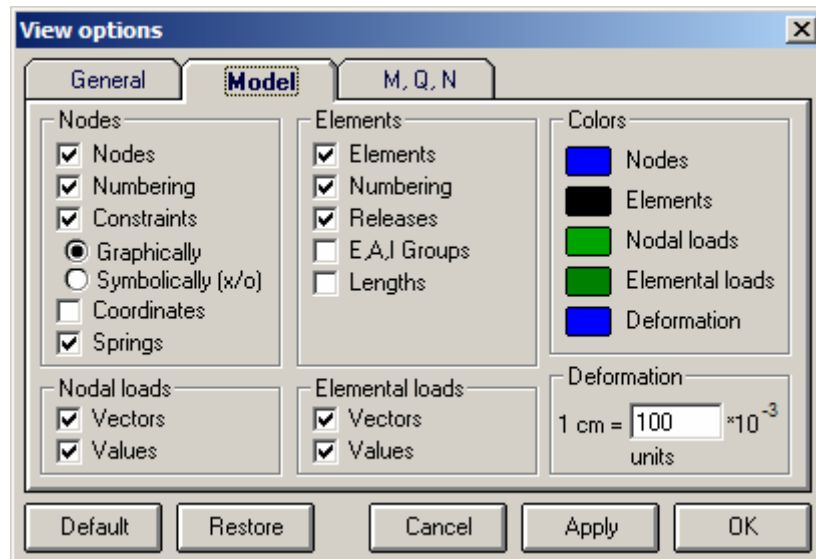 View options
General
Model
M, Q, N
Nodes
Nodes
Numbering
Constraints
Graphically
Symbolically (x/o)
Coordinates
Springs
Elements
Elements
Numbering
Releases
E,A,I Groups
Lengths
Colors
Nodes
Elements
Nodal loads
Elemental loads
Deformation
Nodal loads
Vectors
Values
Elemental loads
Vectors
Values
Deformation
1 cm = 100 *10^-3
units
Default
Restore
Cancel
Apply
OK